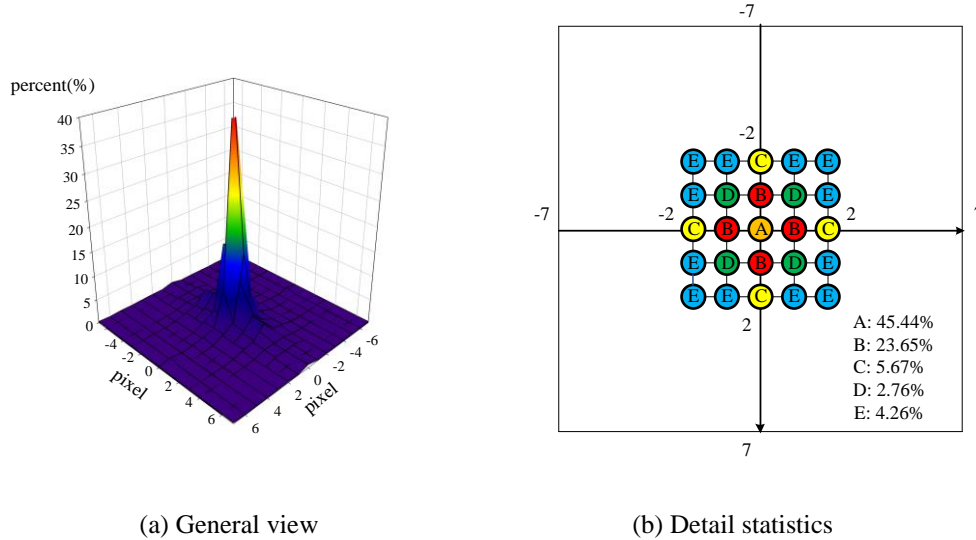 percent(%)
40
35
30
25
20
15
10
5
0
-4
-2
0
2
4
6
pixel
-6
-4
-2
0
2
4
6
pixel
(a) General view
-7
-2
E E C E E
E D B D E
-7
-2
2
C B A B C
E D B D E
E E C E E
2
A: 45.44%
B: 23.65%
C: 5.67%
D: 2.76%
E: 4.26%
7
(b) Detail statistics